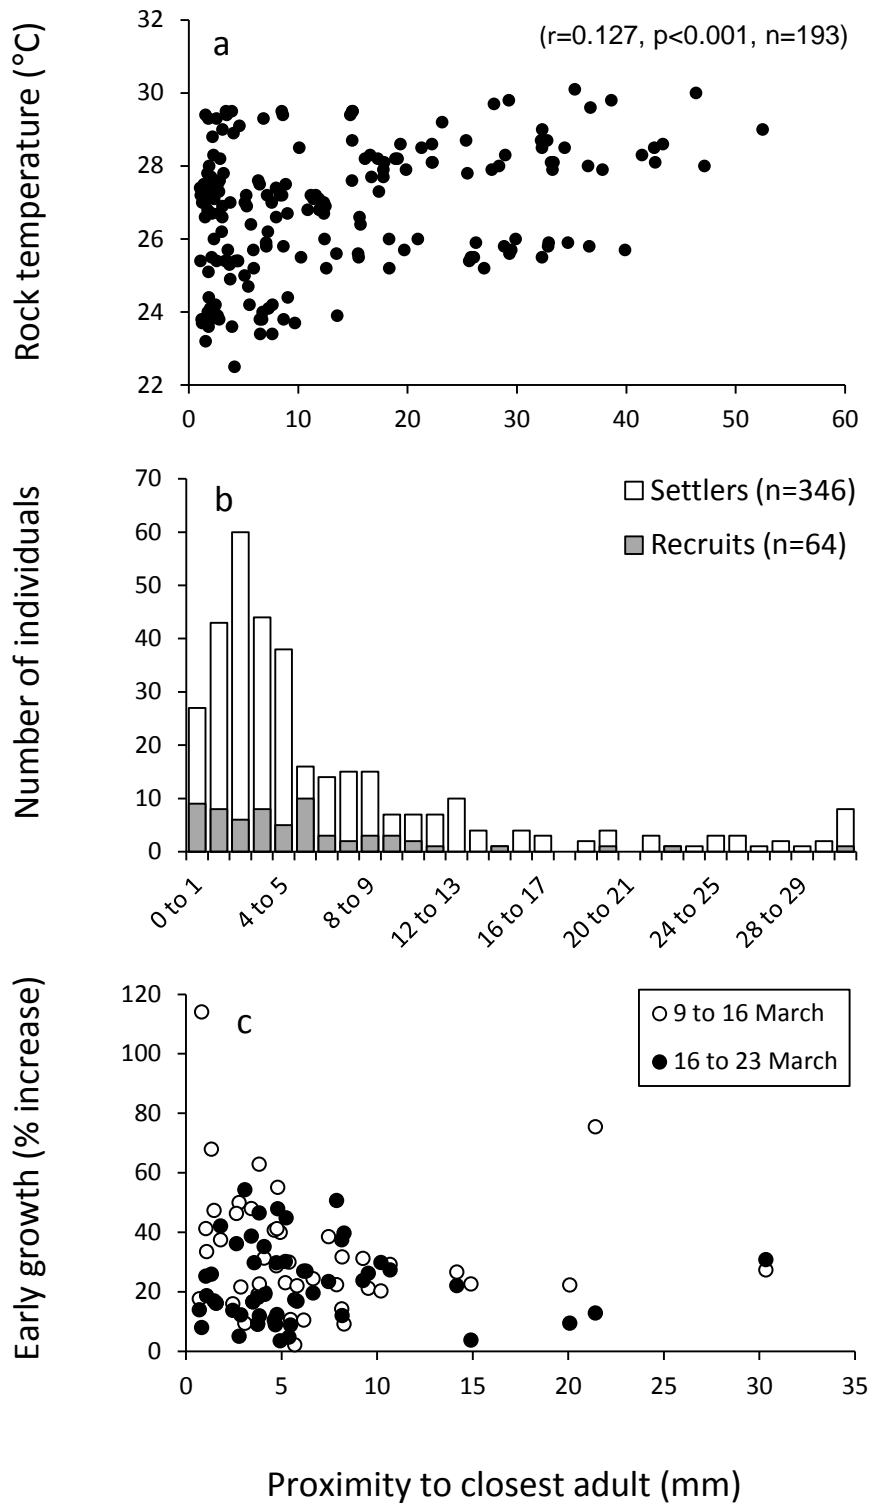 32
30
28
26
24
22
Rock temperature (°C)
a
(r=0.127, p<0.001, n=193)
0 10 20 30 40 50 60
70
60
50
40
30
20
10
0
Number of individuals
b
Settlers (n=346)
Recruits (n=64)
0 to 1 4 to 5 8 to 9 12 to 13 16 to 17 20 to 21 24 to 25 28 to 29
120
100
80
60
40
20
0
Early growth (% increase)
c
9 to 16 March
16 to 23 March
0 5 10 15 20 25 30 35
Proximity to closest adult (mm)